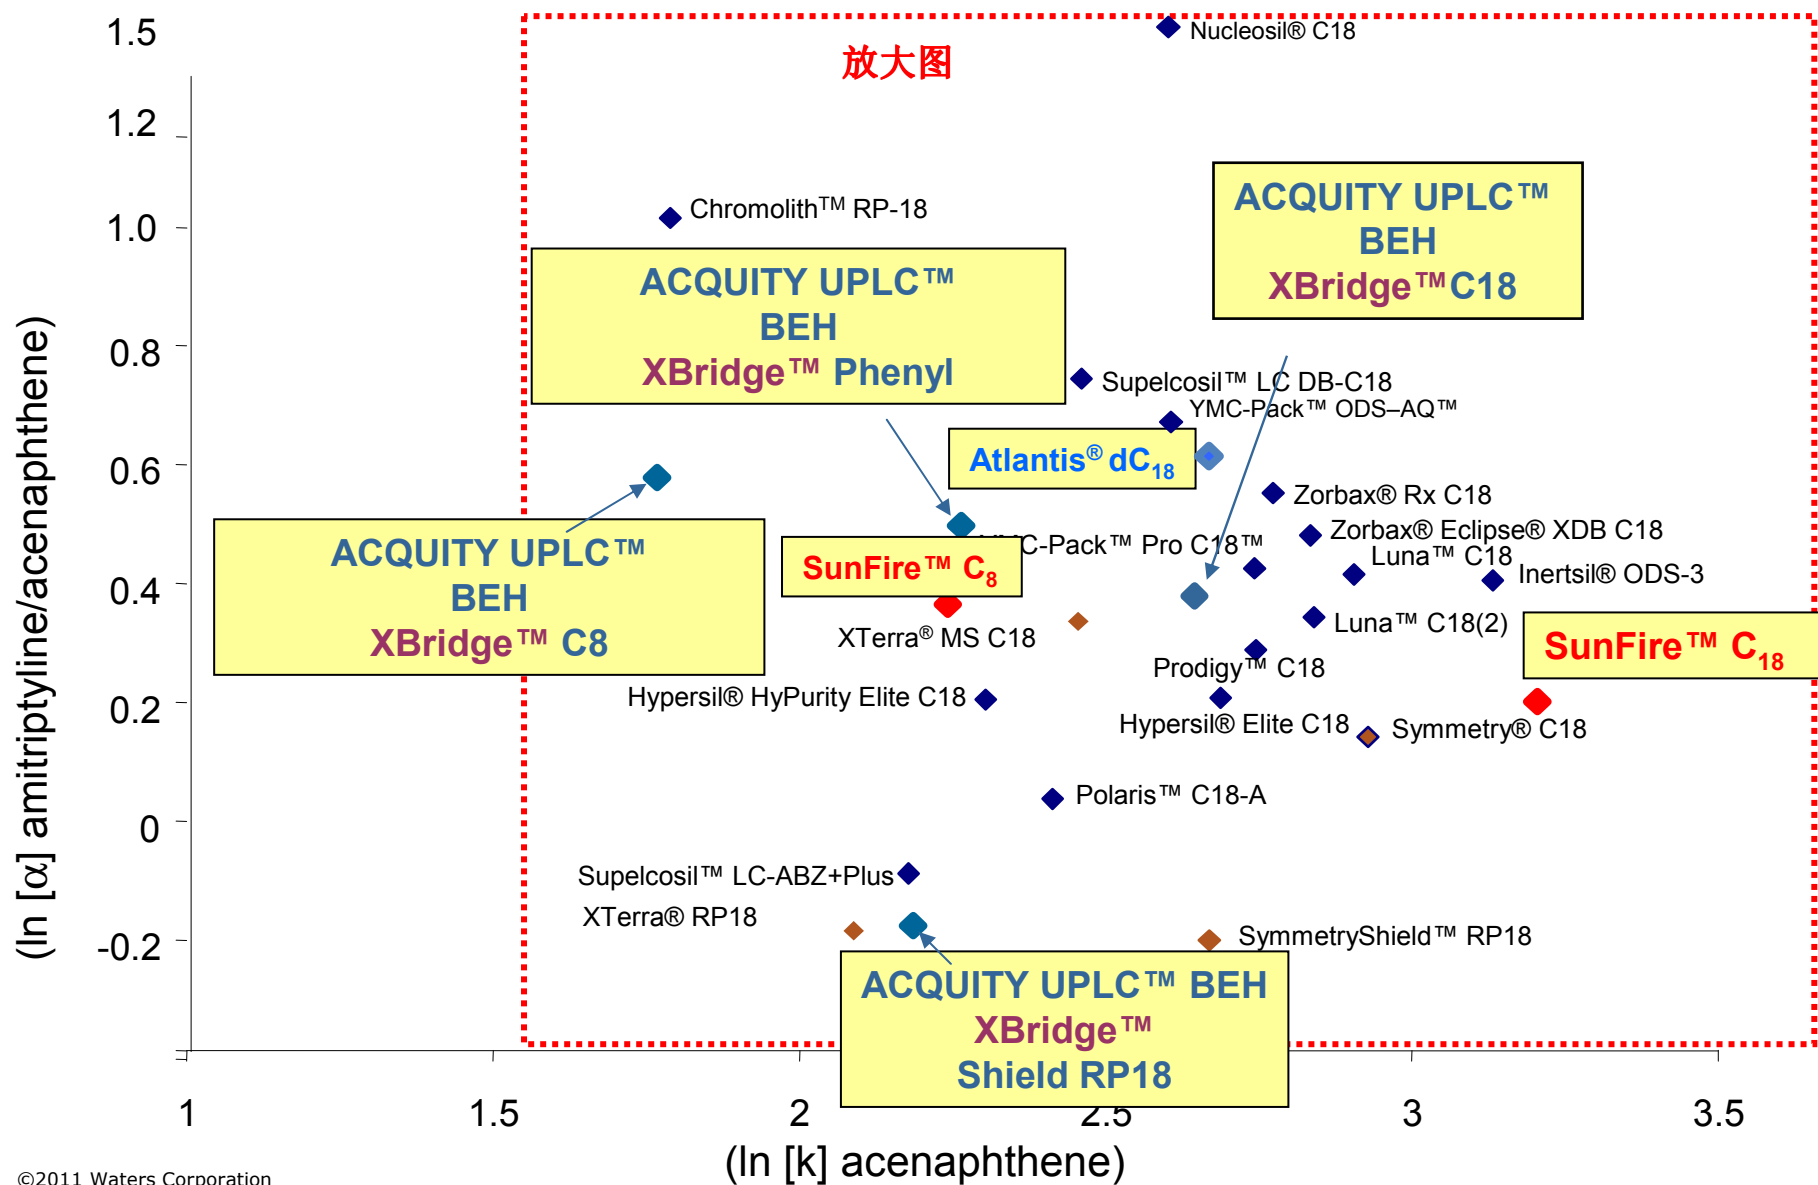 1.5
放大图
Nucleosil® C18
1.2
1.0
Chromolith™ RP-18
ACQUITY UPLC™
BEH
XBridge™C18
ACQUITY UPLC™
BEH
XBridge™ Phenyl
0.8
Supelcosil™ LC DB-C18
YMC-Pack™ ODS–AQ™
Atlantis® dC18
0.6
Zorbax® Rx C18
Zorbax® Eclipse® XDB C18
C-Pack™ Pro C18™
Luna™ C18
Inertsil® ODS-3
ACQUITY UPLC™
BEH
XBridge™ C8
SunFire™ C8
0.4
Luna™ C18(2)
XTerra® MS C18
SunFire™ C18
Prodigy™ C18
Hypersil® HyPurity Elite C18
0.2
Hypersil® Elite C18
Symmetry® C18
Polaris™ C18-A
0
Supelcosil™ LC-ABZ+Plus
XTerra® RP18
-0.2
SymmetryShield™ RP18
ACQUITY UPLC™ BEH
XBridge™
Shield RP18
(ln [α] amitriptyline/acenaphthene)
1
1.5
2
2.5
3
3.5
(ln [k] acenaphthene)
©2011 Waters Corporation